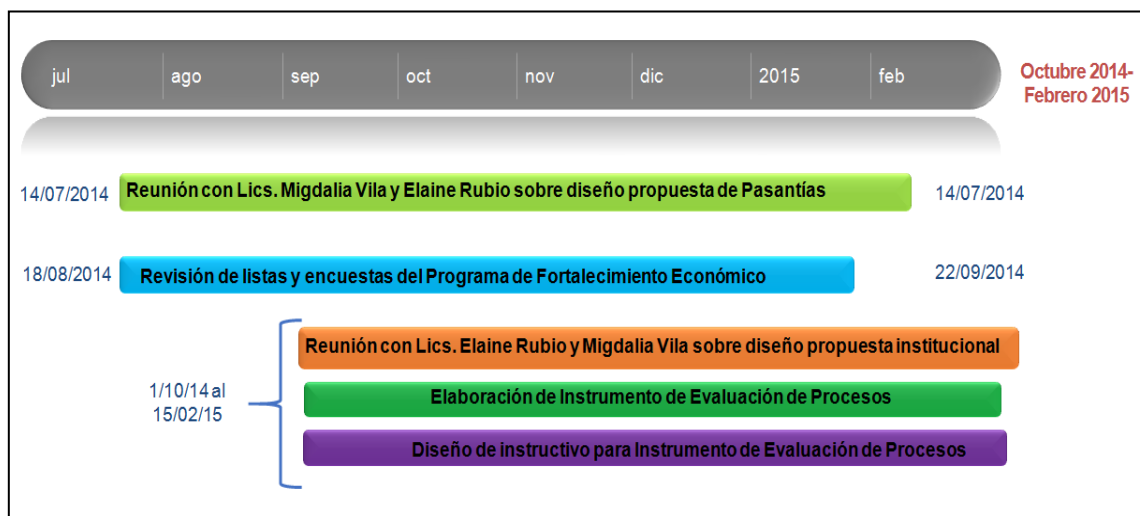 jul ago sep oct nov dic 2015 feb
Octubre 2014-
Febrero 2015
14/07/2014 Reunión con Lics. Migdalia Vila y Elaine Rubio sobre diseño propuesta de Pasantías 14/07/2014
18/08/2014 Revisión de listas y encuestas del Programa de Fortalecimiento Económico 22/09/2014
1/10/14 al
15/02/15
Reunión con Lics. Elaine Rubio y Migdalia Vila sobre diseño propuesta institucional
Elaboración de Instrumento de Evaluación de Procesos
Diseño de instructivo para Instrumento de Evaluación de Procesos